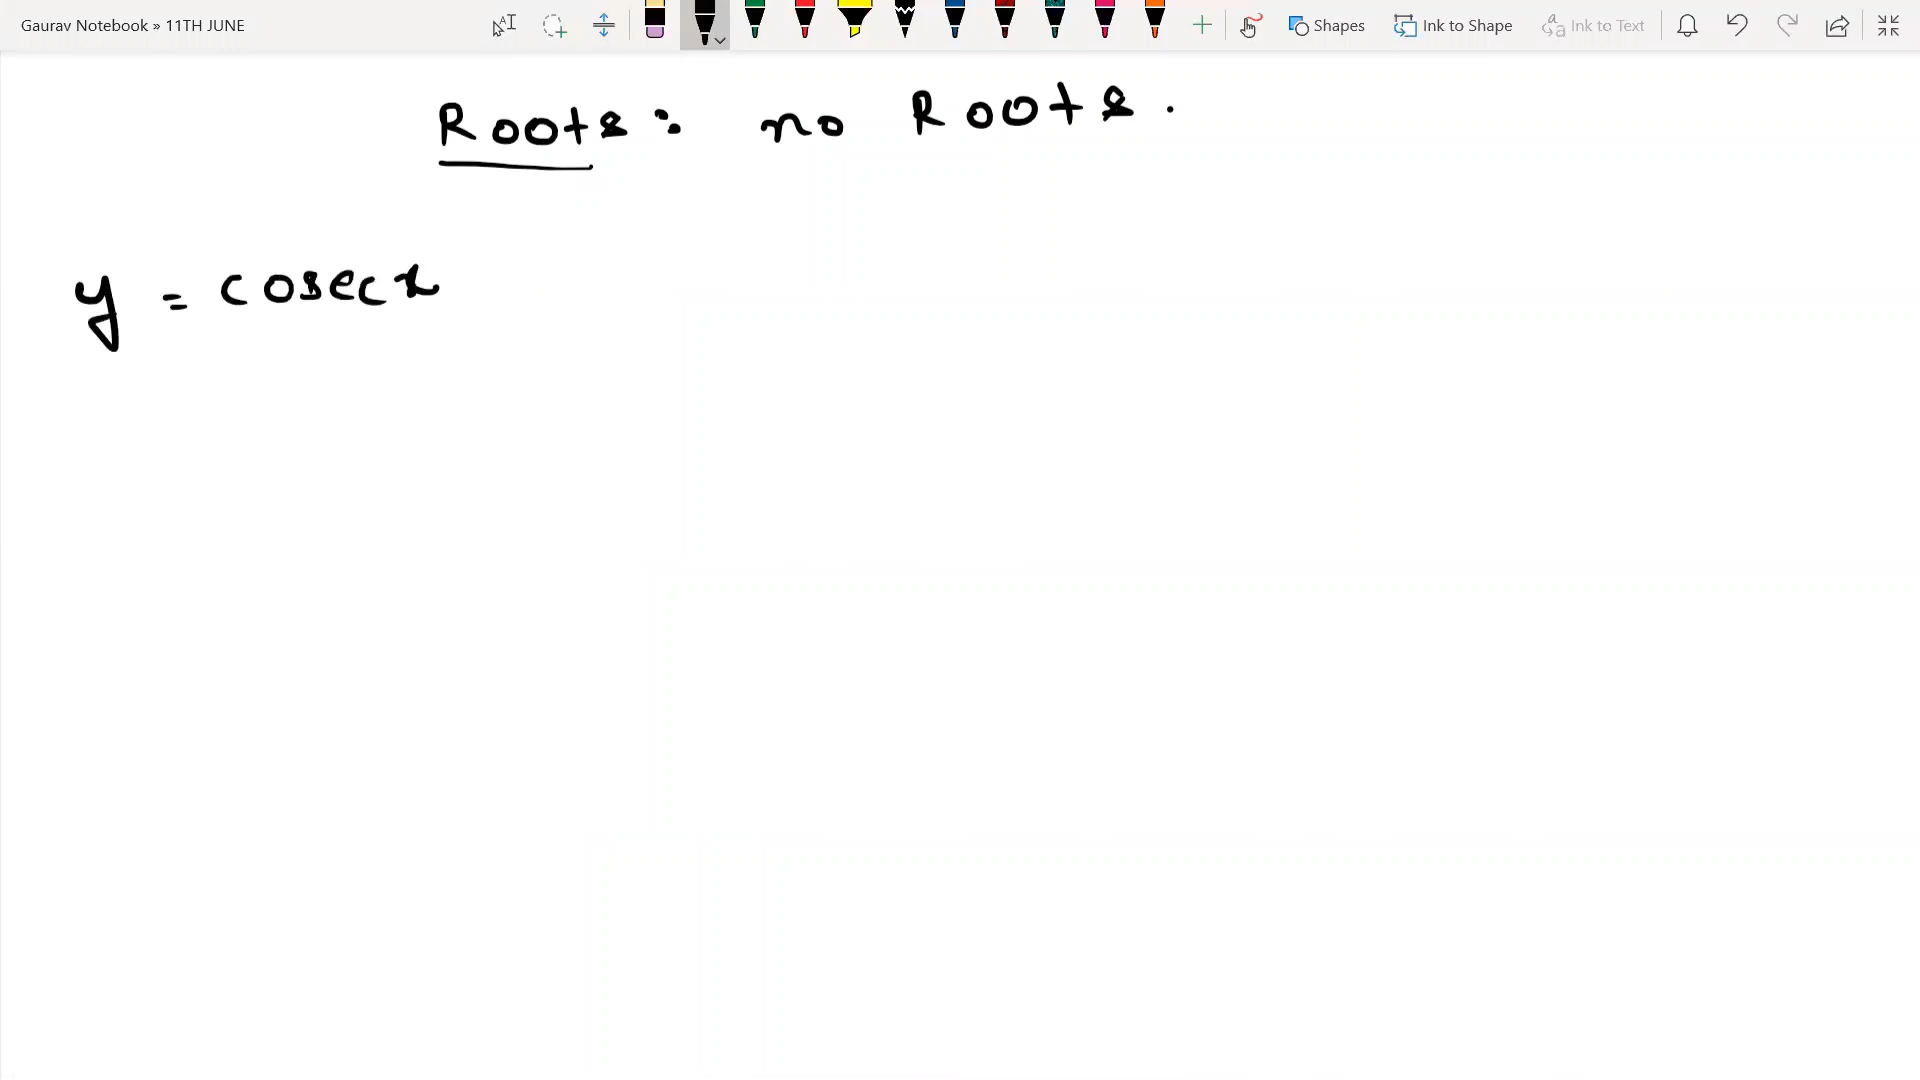 Gaurav Notebook » 11TH JUNE
Shapes
Ink to Shape
Ink to Text
Roots: no Roots.
y = cosecx